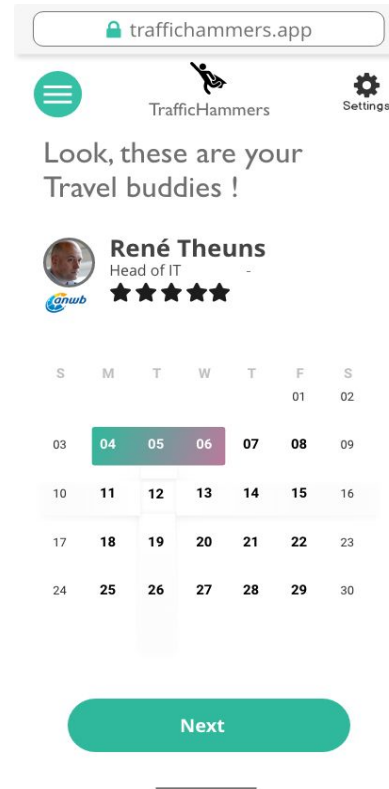 traffichammers.app
TrafficHammers
Settings
Look, these are your
Travel buddies !
René Theuns
Head of IT -
anwb
S M T W T F S
01 02
03 04 05 06 07 08 09
10 11 12 13 14 15 16
17 18 19 20 21 22 23
24 25 26 27 28 29 30
Next